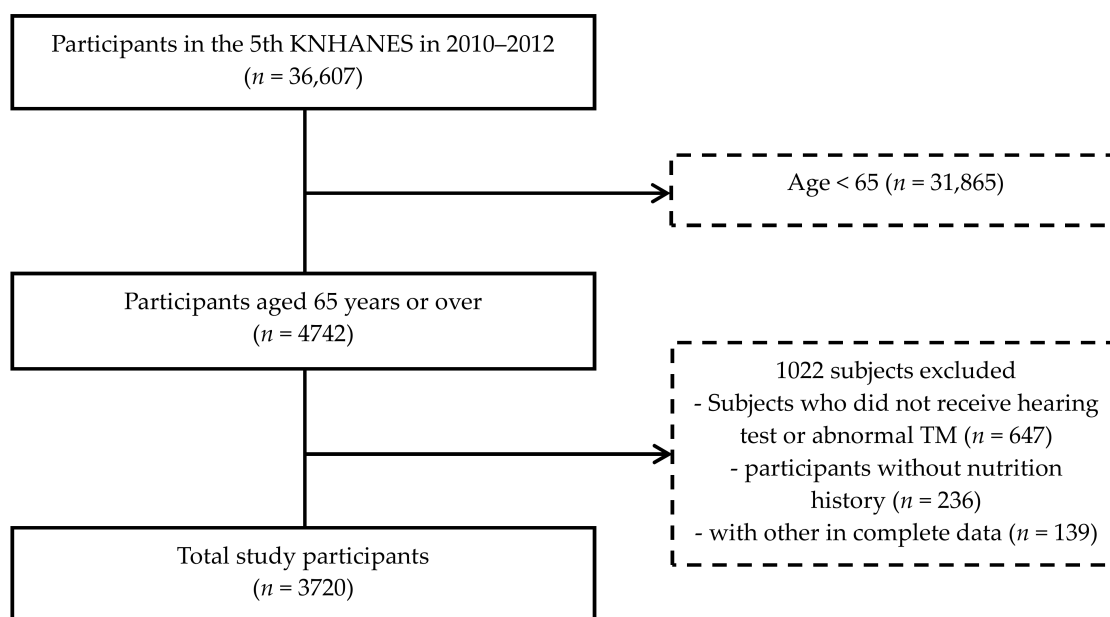 Participants in the 5th KNHANES in 2010–2012
(n = 36,607)
Age < 65 (n = 31,865)
Participants aged 65 years or over
(n = 4742)
1022 subjects excluded
- Subjects who did not receive hearing
test or abnormal TM (n = 647)
- participants without nutrition
history (n = 236)
- with other in complete data (n = 139)
Total study participants
(n = 3720)